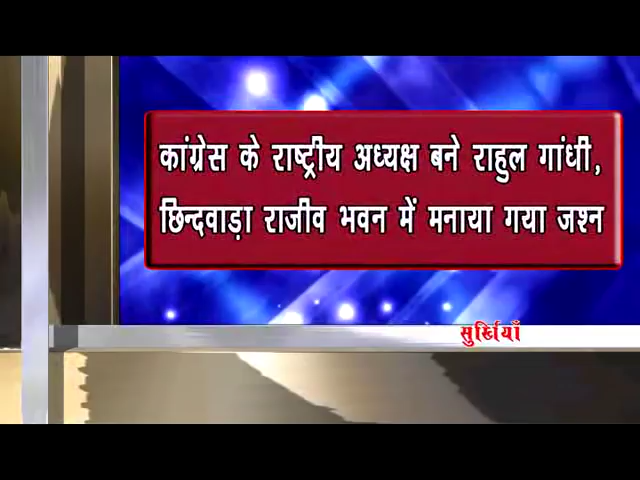 कांग्रेस के राष्ट्रीय अध्यक्ष बने राहुल गांधी,
छिन्दवाड़ा राजीव भवन में मनाया गया जश्न
सुर्ख़ियाँ